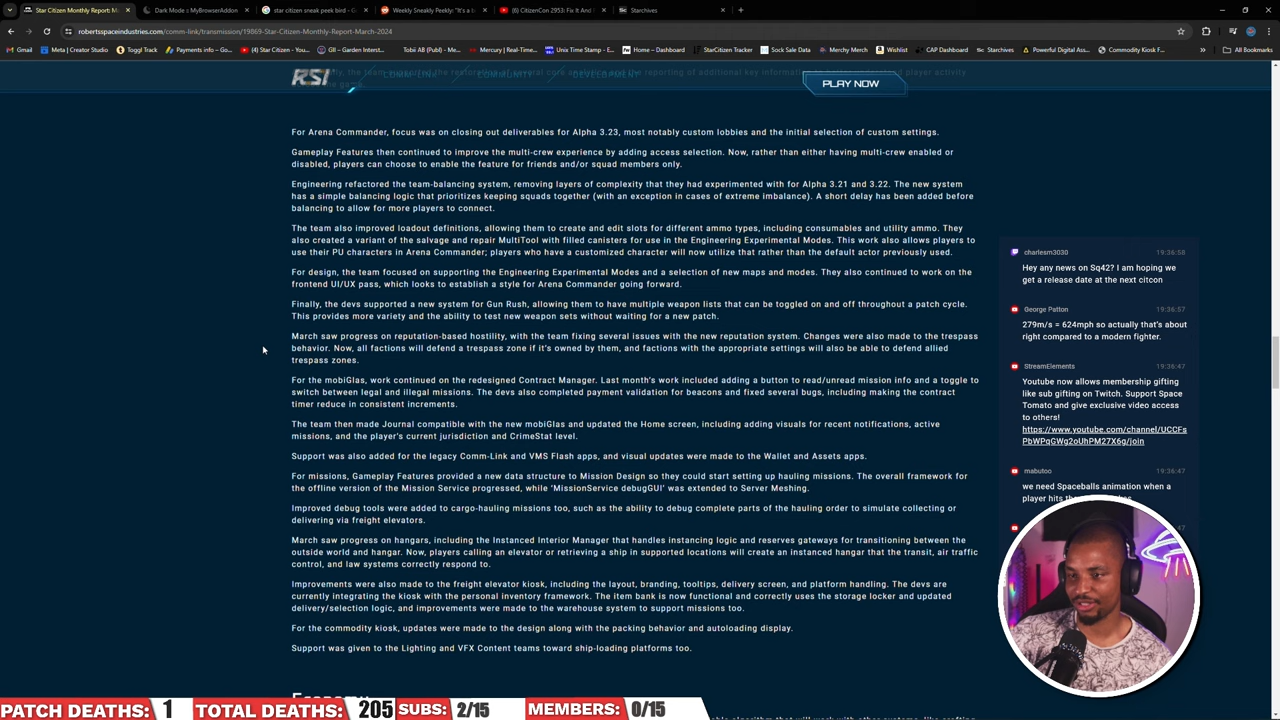 Star Citizen Monthly Report: M
Dark Mode :: MyBrowserAddon
star citizen sneak peek bird - G
Weekly Sneakly Peekly: "It's a b
(6) CitizenCon 2953: Fix It And
Starchives
robertsspaceindustries.com/comm-link/transmission/19869-Star-Citizen-Monthly-Report-March-2024
Gmail
Meta | Creator Studio
Toggl Track
Payments info – Go...
(4) Star Citizen - You...
GII – Garden Interi...
Tobii AB (Publ) - Me...
Mercury | Real-Time...
Unix Time Stamp - E...
Home – Dashboard
StarCitizen Tracker
Sock Sale Data
Merchy Merch
Wishlist
CAP Dashboard
Starchives
Powerful Digital Ass...
Commodity Kiosk F...
All Bookmarks
RSI
COMM-LINK
COMMUNITY
DEVELOPMENT
PLAY NOW
For Arena Commander, focus was on closing out deliverables for Alpha 3.23, most notably custom lobbies and the initial selection of custom settings.
Gameplay Features then continued to improve the multi-crew experience by adding access selection. Now, rather than either having multi-crew enabled or
disabled, players can choose to enable the feature for friends and/or squad members only.
Engineering refactored the team-balancing system, removing layers of complexity that they had experimented with for Alpha 3.21 and 3.22. The new system
has a simple balancing logic that prioritizes keeping squads together (with an exception in cases of extreme imbalance). A short delay has been added before
balancing to allow for more players to connect.
The team also improved loadout definitions, allowing them to create and edit slots for different ammo types, including consumables and utility ammo. They
also created a variant of the salvage and repair MultiTool with filled canisters for use in the Engineering Experimental Modes. This work also allows players to
use their PU characters in Arena Commander; players who have a customized character will now utilize that rather than the default actor previously used.
For design, the team focused on supporting the Engineering Experimental Modes and a selection of new maps and modes. They also continued to work on the
frontend UI/UX pass, which looks to establish a style for Arena Commander going forward.
Finally, the devs supported a new system for Gun Rush, allowing them to have multiple weapon lists that can be toggled on and off throughout a patch cycle.
This provides more variety and the ability to test new weapon sets without waiting for a new patch.
March saw progress on reputation-based hostility, with the team fixing several issues with the new reputation system. Changes were also made to the trespass
behavior. Now, all factions will defend a trespass zone if it's owned by them, and factions with the appropriate settings will also be able to defend allied
trespass zones.
For the mobiGlas, work continued on the redesigned Contract Manager. Last month's work included adding a button to read/unread mission info and a toggle to
switch between legal and illegal missions. The devs also completed payment validation for beacons and fixed several bugs, including making the contract
timer reduce in consistent increments.
The team then made Journal compatible with the new mobiGlas and updated the Home screen, including adding visuals for recent notifications, active
missions, and the player's current jurisdiction and CrimeStat level.
Support was also added for the legacy Comm-Link and VMS Flash apps, and visual updates were made to the Wallet and Assets apps.
For missions, Gameplay Features provided a new data structure to Mission Design so they could start setting up hauling missions. The overall framework for
the offline version of the Mission Service progressed, while 'MissionService debugGUI' was extended to Server Meshing.
Improved debug tools were added to cargo-hauling missions too, such as the ability to debug complete parts of the hauling order to simulate collecting or
delivering via freight elevators.
March saw progress on hangars, including the Instanced Interior Manager that handles instancing logic and reserves gateways for transitioning between the
outside world and hangar. Now, players calling an elevator or retrieving a ship in supported locations will create an instanced hangar that the transit, air traffic
control, and law systems correctly respond to.
Improvements were also made to the freight elevator kiosk, including the layout, branding, tooltips, delivery screen, and platform handling. The devs are
currently integrating the kiosk with the personal inventory framework. The item bank is now functional and correctly uses the storage locker and updated
delivery/selection logic, and improvements were made to the warehouse system to support missions too.
For the commodity kiosk, updates were made to the design along with the packing behavior and autoloading display.
Support was given to the Lighting and VFX Content teams toward ship-loading platforms too.
Economy
charlesm3030 19:36:58
Hey any news on Sq42? I am hoping we
get a release date at the next citcon
George Patton 19:36:57
279m/s = 624mph so actually that's about
right compared to a modern fighter.
StreamElements 19:36:47
Youtube now allows membership gifting
like sub gifting on Twitch. Support Space
Tomato and give exclusive video access
to others!
https://www.youtube.com/channel/UCCFs
PbWPqGWg2oUhPM27X6g/join
mabutoo 19:36:47
we need Spaceballs animation when a
player hits
PATCH DEATHS: 1
TOTAL DEATHS: 205
SUBS: 2/15
MEMBERS: 0/15